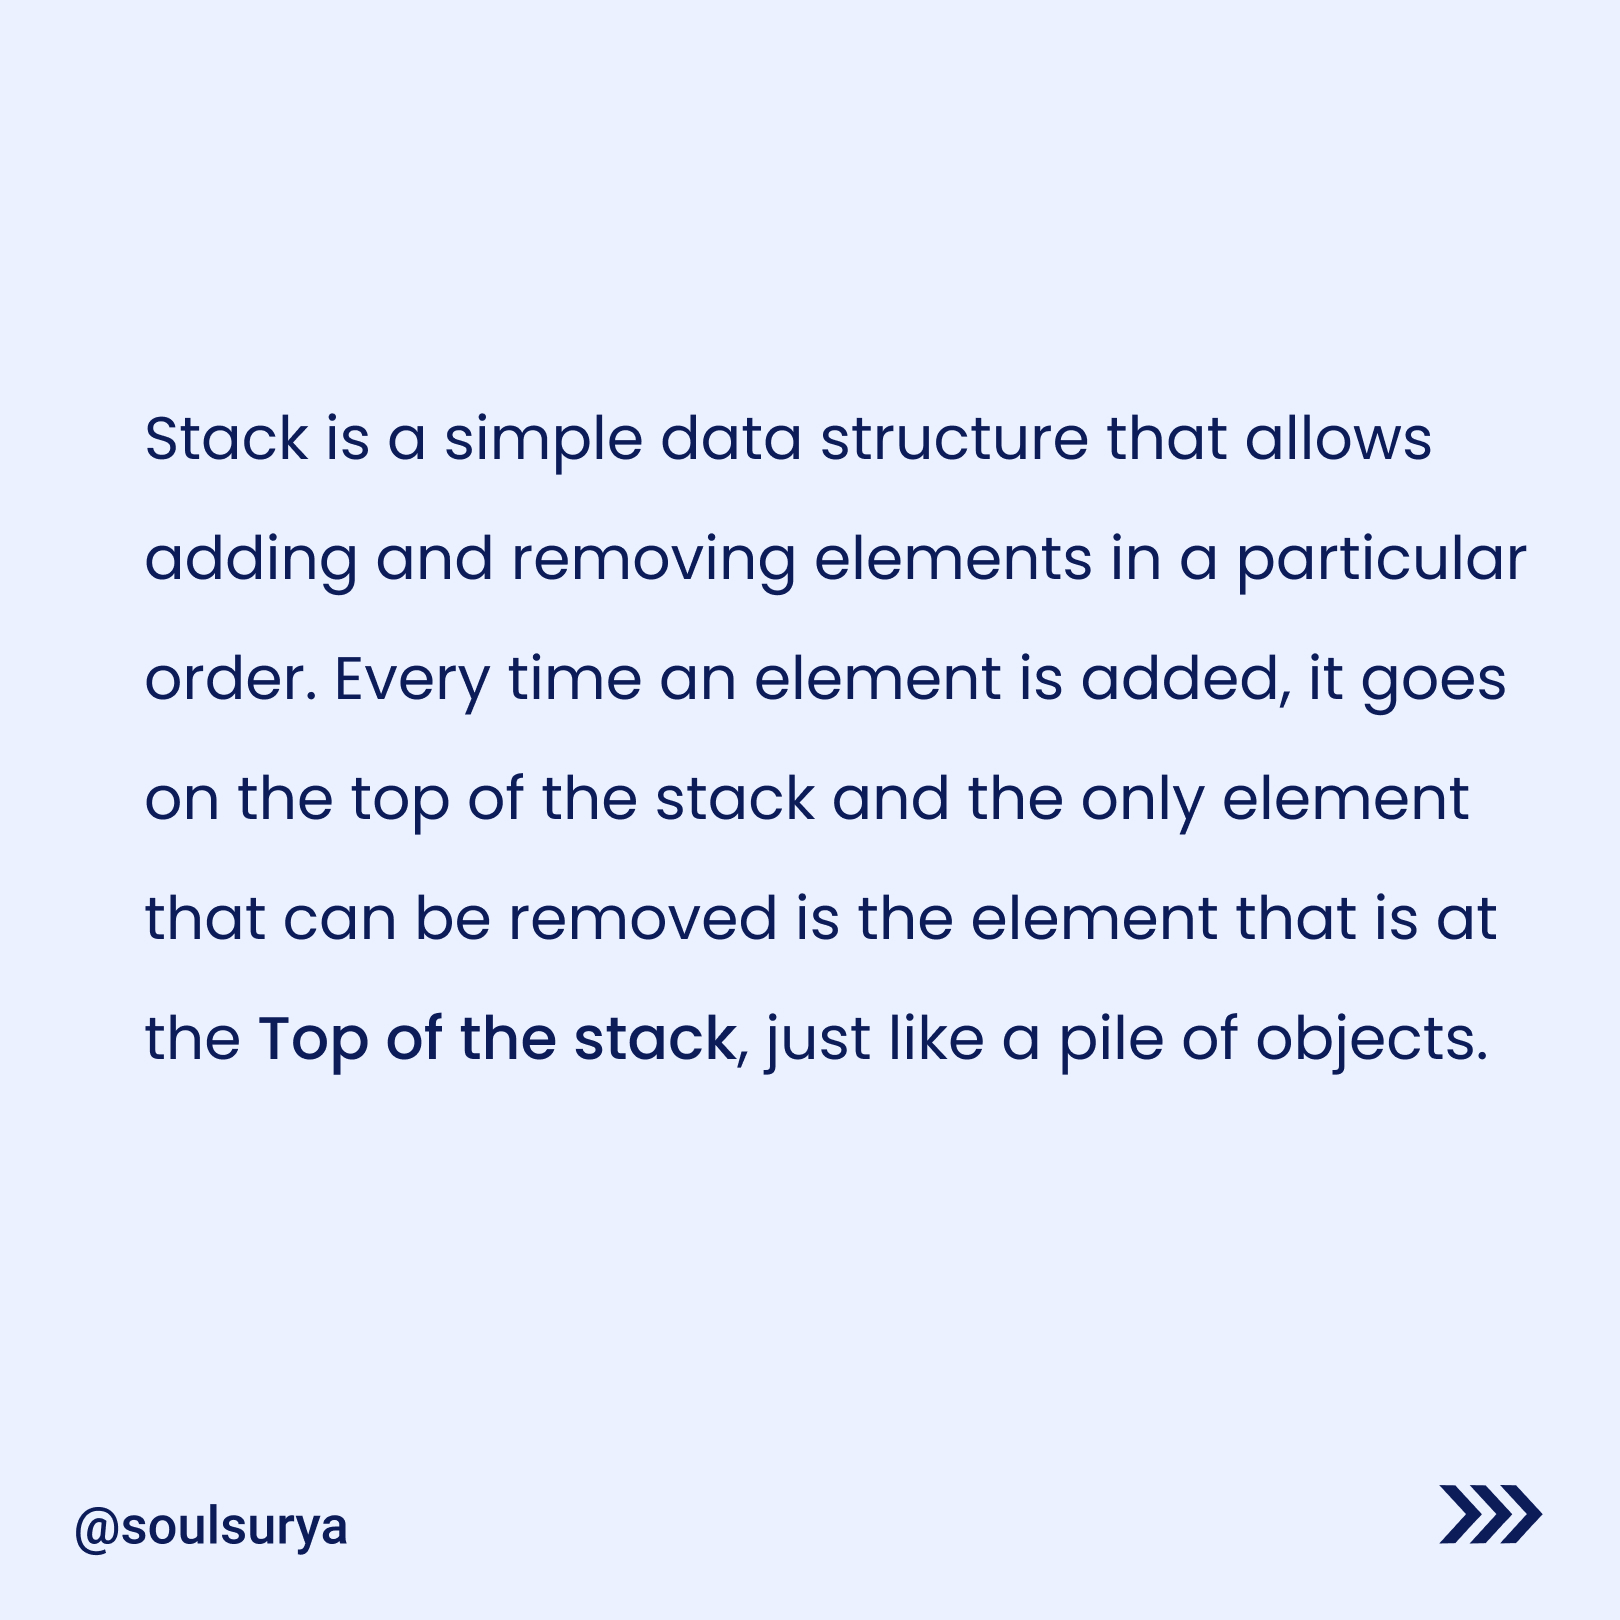 Stack is a simple data structure that allows
adding and removing elements in a particular
order. Every time an element is added, it goes
on the top of the stack and the only element
that can be removed is the element that is at
the Top of the stack, just like a pile of objects.
@soulsurya